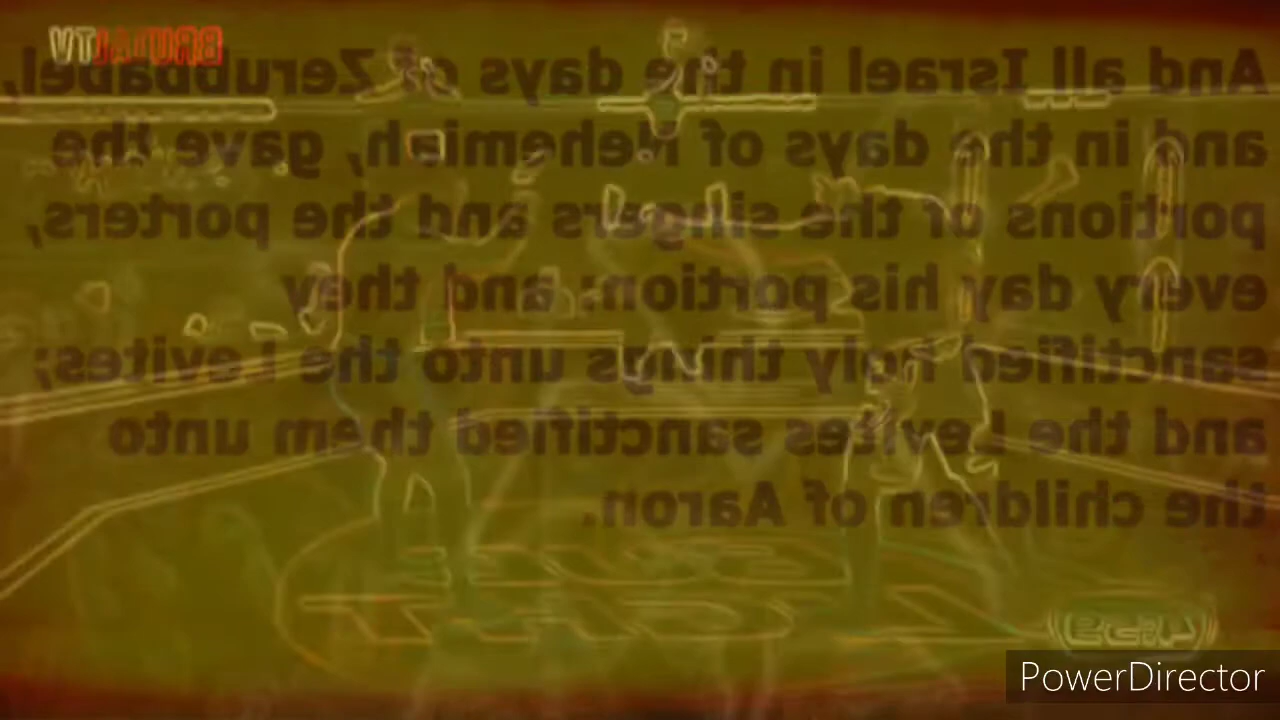 BRUTALTV
And all Israel in the days of Zerubbabel,
and in the days of Nehemiah, gave the
portions of the singers and the porters,
every day his portion: and they
sanctified holy things unto the Levites;
and the Levites sanctified them unto
the children of Aaron.
PowerDirector